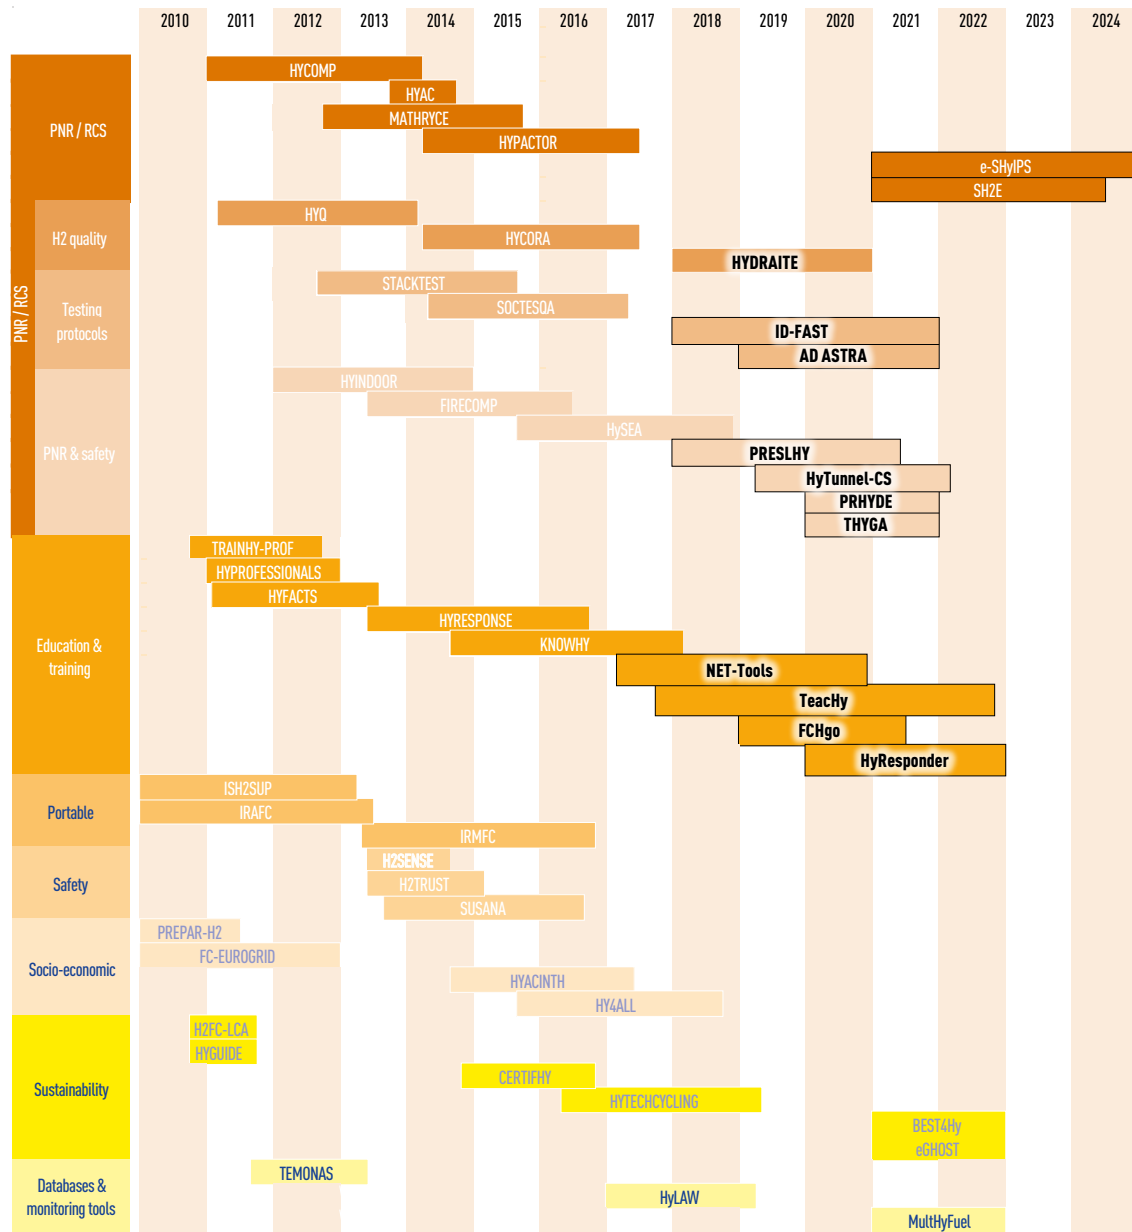 2010 2011 2012 2013 2014 2015 2016 2017 2018 2019 2020 2021 2022 2023 2024
PNR / RCS
HYCOMP
HYAC
MATHRYCE
HYPACTOR
e-SHyIPS
SH2E
PNR / RCS
H2 quality
HYQ
HYCORA
HYDRAITE
Testing
protocols
STACKTEST
SOCTESQA
ID-FAST
AD ASTRA
PNR & safety
HYINDOOR
FIRECOMP
HySEA
PRESLHY
HyTunnel-CS
PRHYDE
THYGA
Education &
training
TRAINHY-PROF
HYPROFESSIONALS
HYFACTS
HYRESPONSE
KNOWHY
NET-Tools
TeacHy
FCHgo
HyResponder
Portable
ISH2SUP
IRAFC
IRMFC
Safety
H2SENSE
H2TRUST
SUSANA
Socio-economic
PREPAR-H2
FC-EUROGRID
HYACINTH
HY4ALL
Sustainability
H2FC-LCA
HYGUIDE
CERTIFHY
HYTECHCYCLING
BEST4Hy
eGHOST
Databases &
monitoring tools
TEMONAS
HyLAW
MultHyFuel